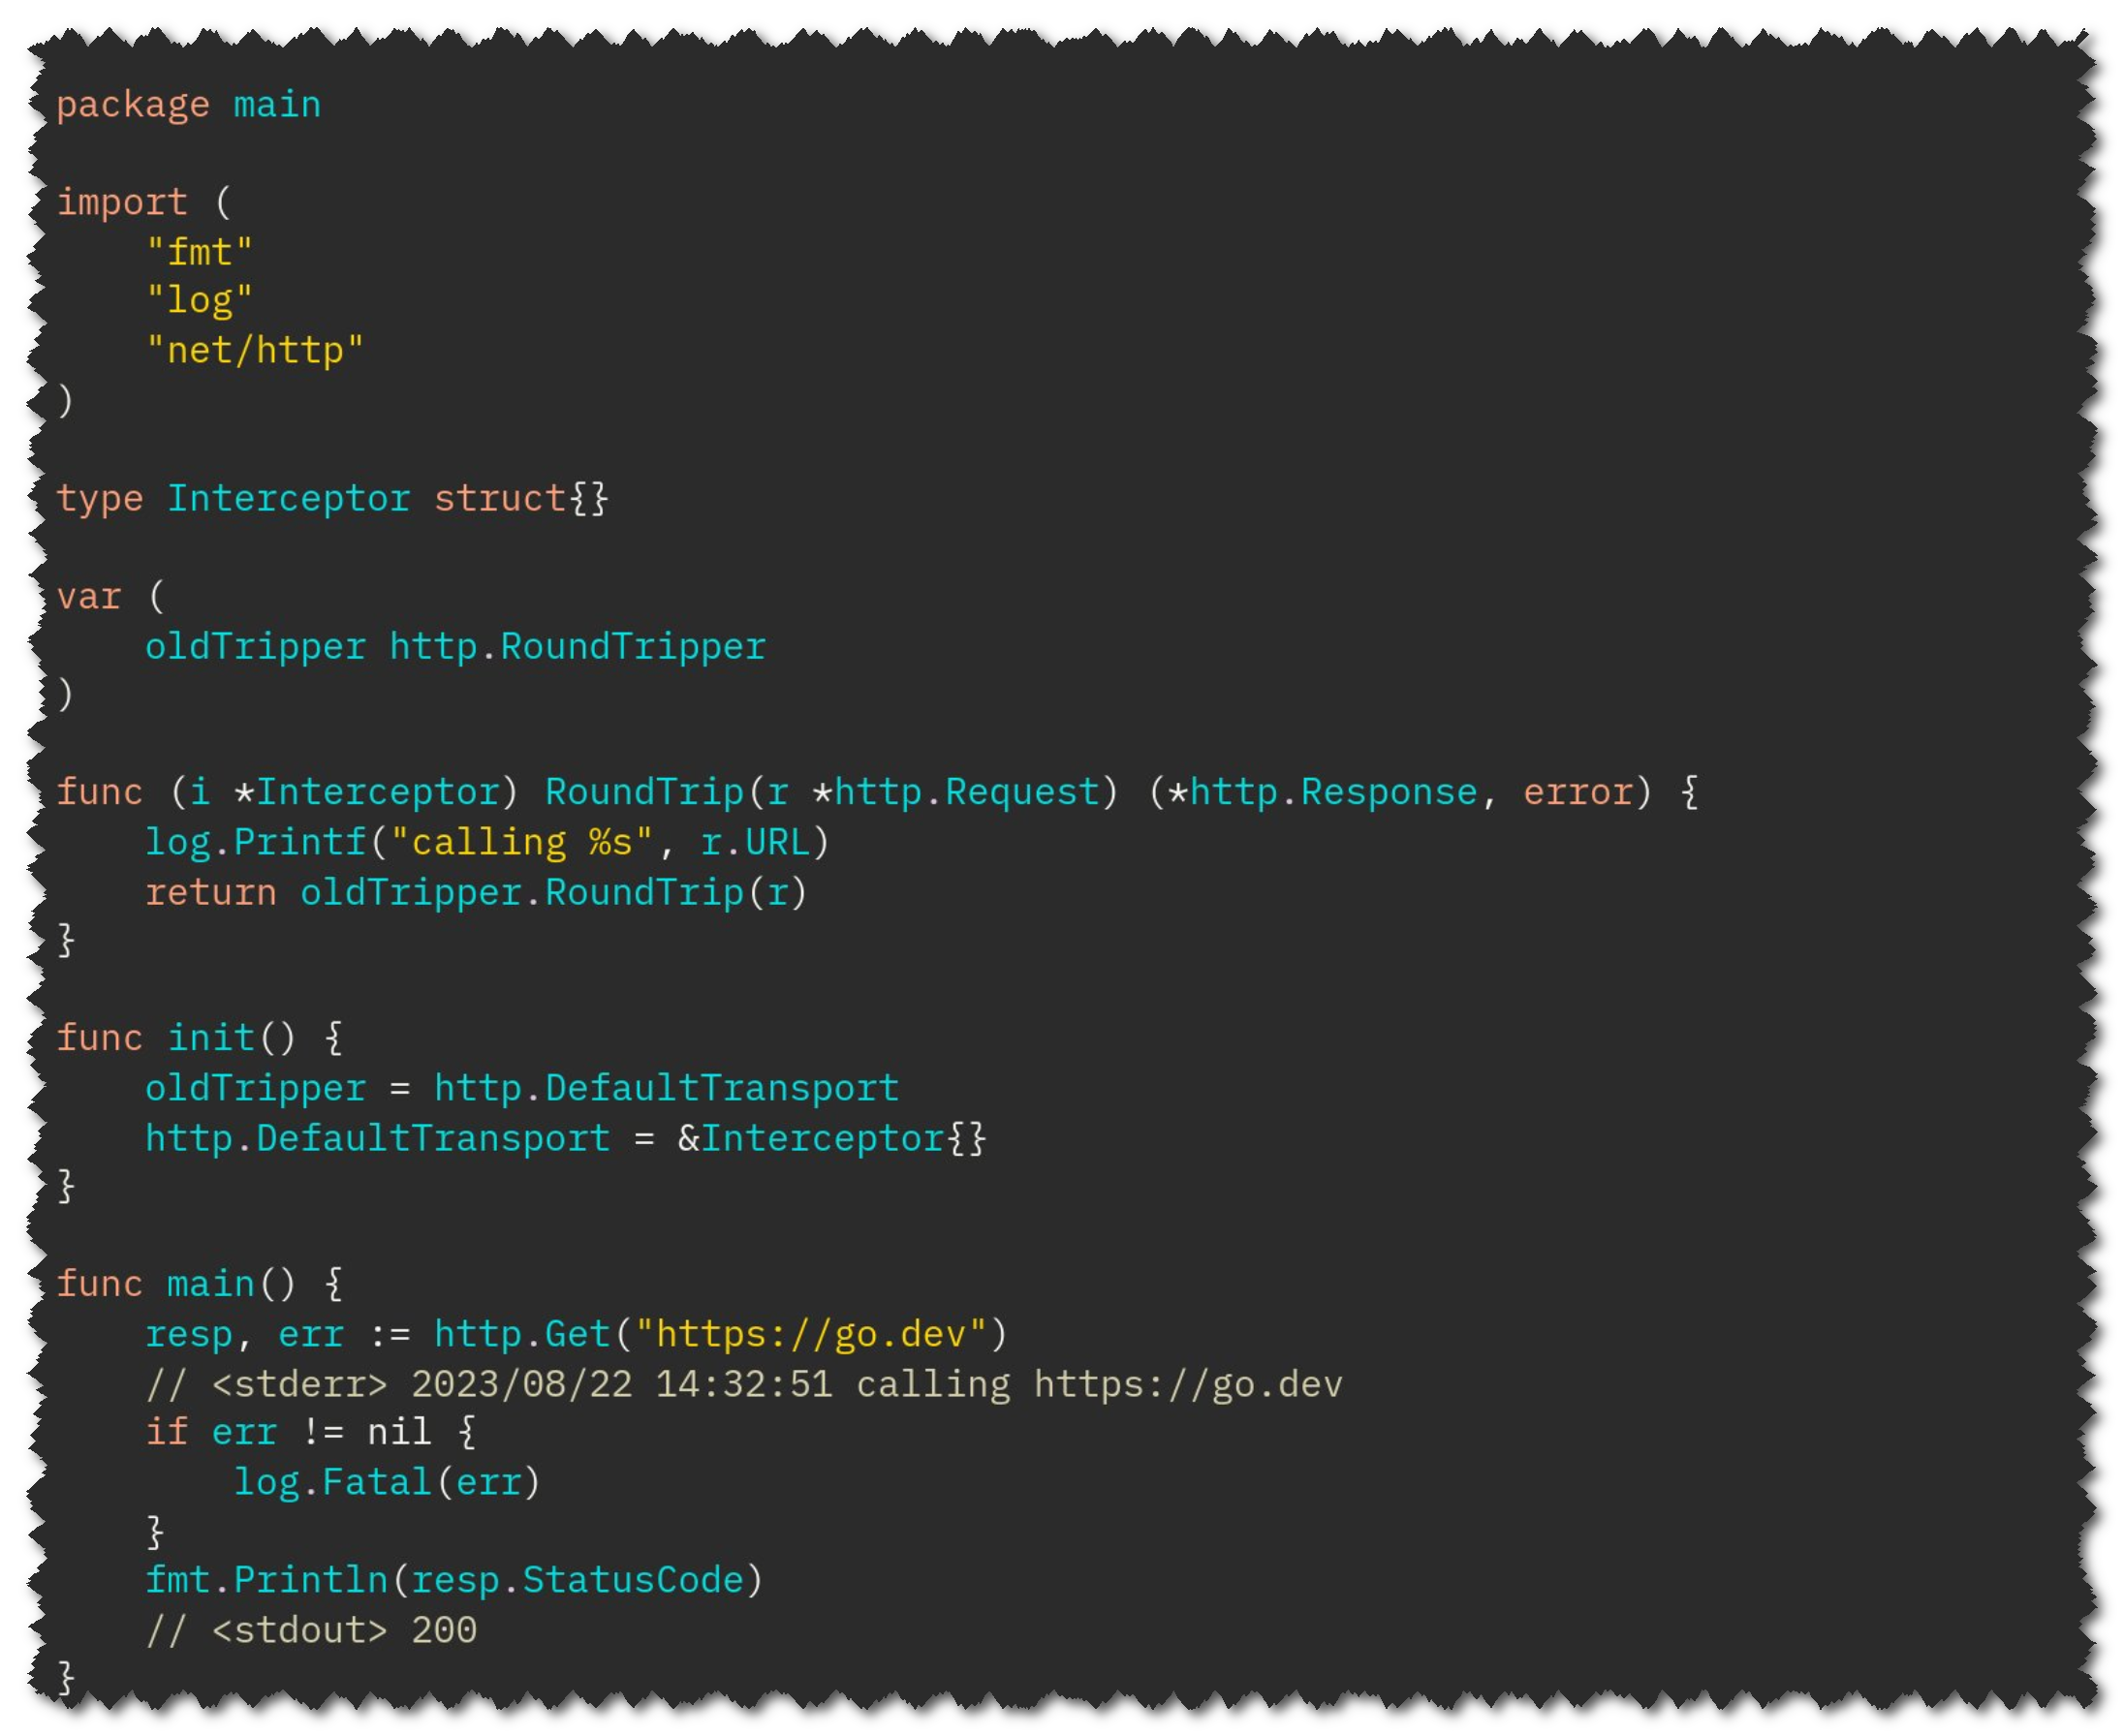 package main

import (
    "fmt"
    "log"
    "net/http"
)

type Interceptor struct{}

var (
    oldTripper http.RoundTripper
)

func (i *Interceptor) RoundTrip(r *http.Request) (*http.Response, error) {
    log.Printf("calling %s", r.URL)
    return oldTripper.RoundTrip(r)
}

func init() {
    oldTripper = http.DefaultTransport
    http.DefaultTransport = &Interceptor{}
}

func main() {
    resp, err := http.Get("https://go.dev")
    // <stderr> 2023/08/22 14:32:51 calling https://go.dev
    if err != nil {
        log.Fatal(err)
    }
    fmt.Println(resp.StatusCode)
    // <stdout> 200
}